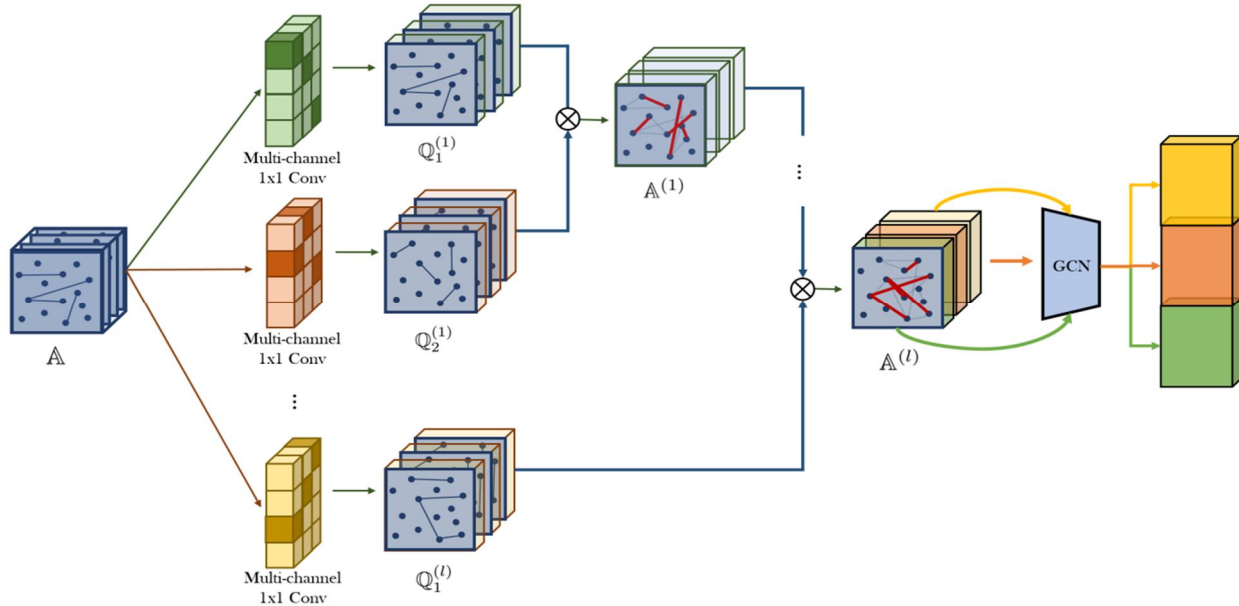 Multi-channel
1x1 Conv
ℚ₁⁽¹⁾
𝔸⁽¹⁾
...
Multi-channel
1x1 Conv
ℚ₂⁽¹⁾
𝔸
GCN
𝔸⁽ˡ⁾
...
Multi-channel
1x1 Conv
ℚ₁⁽ˡ⁾